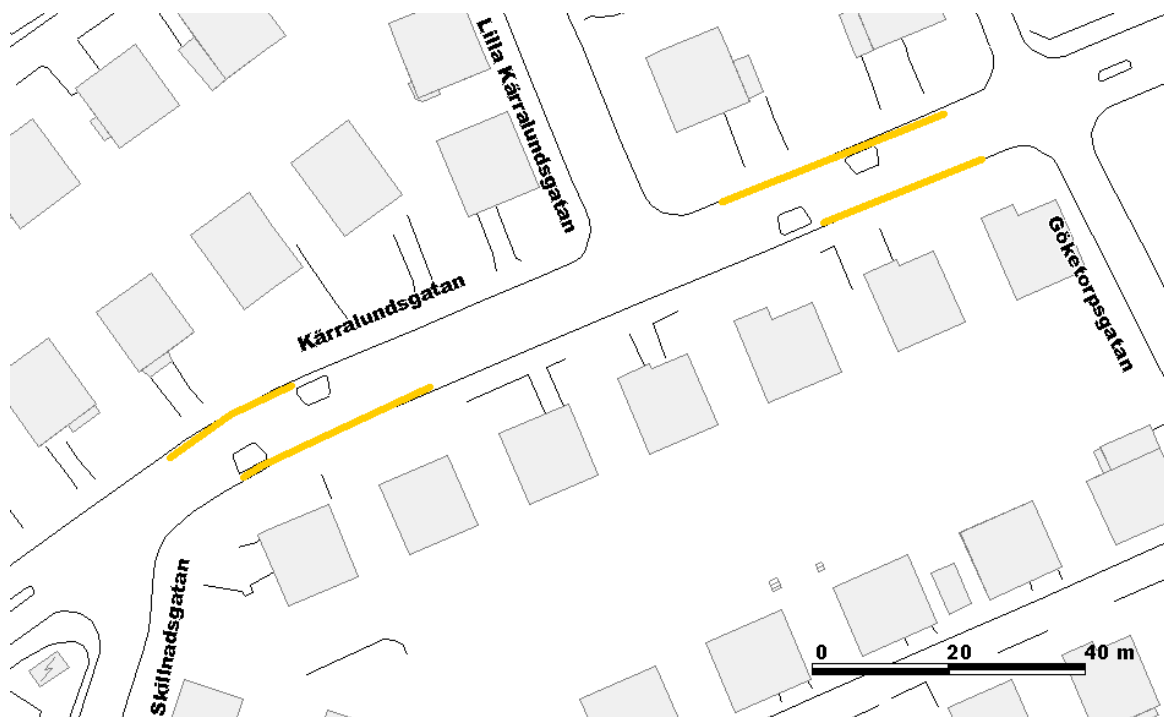 Lilla Kärralundsgatan
Göketorpsgatan
Kärralundsgatan
Skillnadsgatan
0 20 40 m